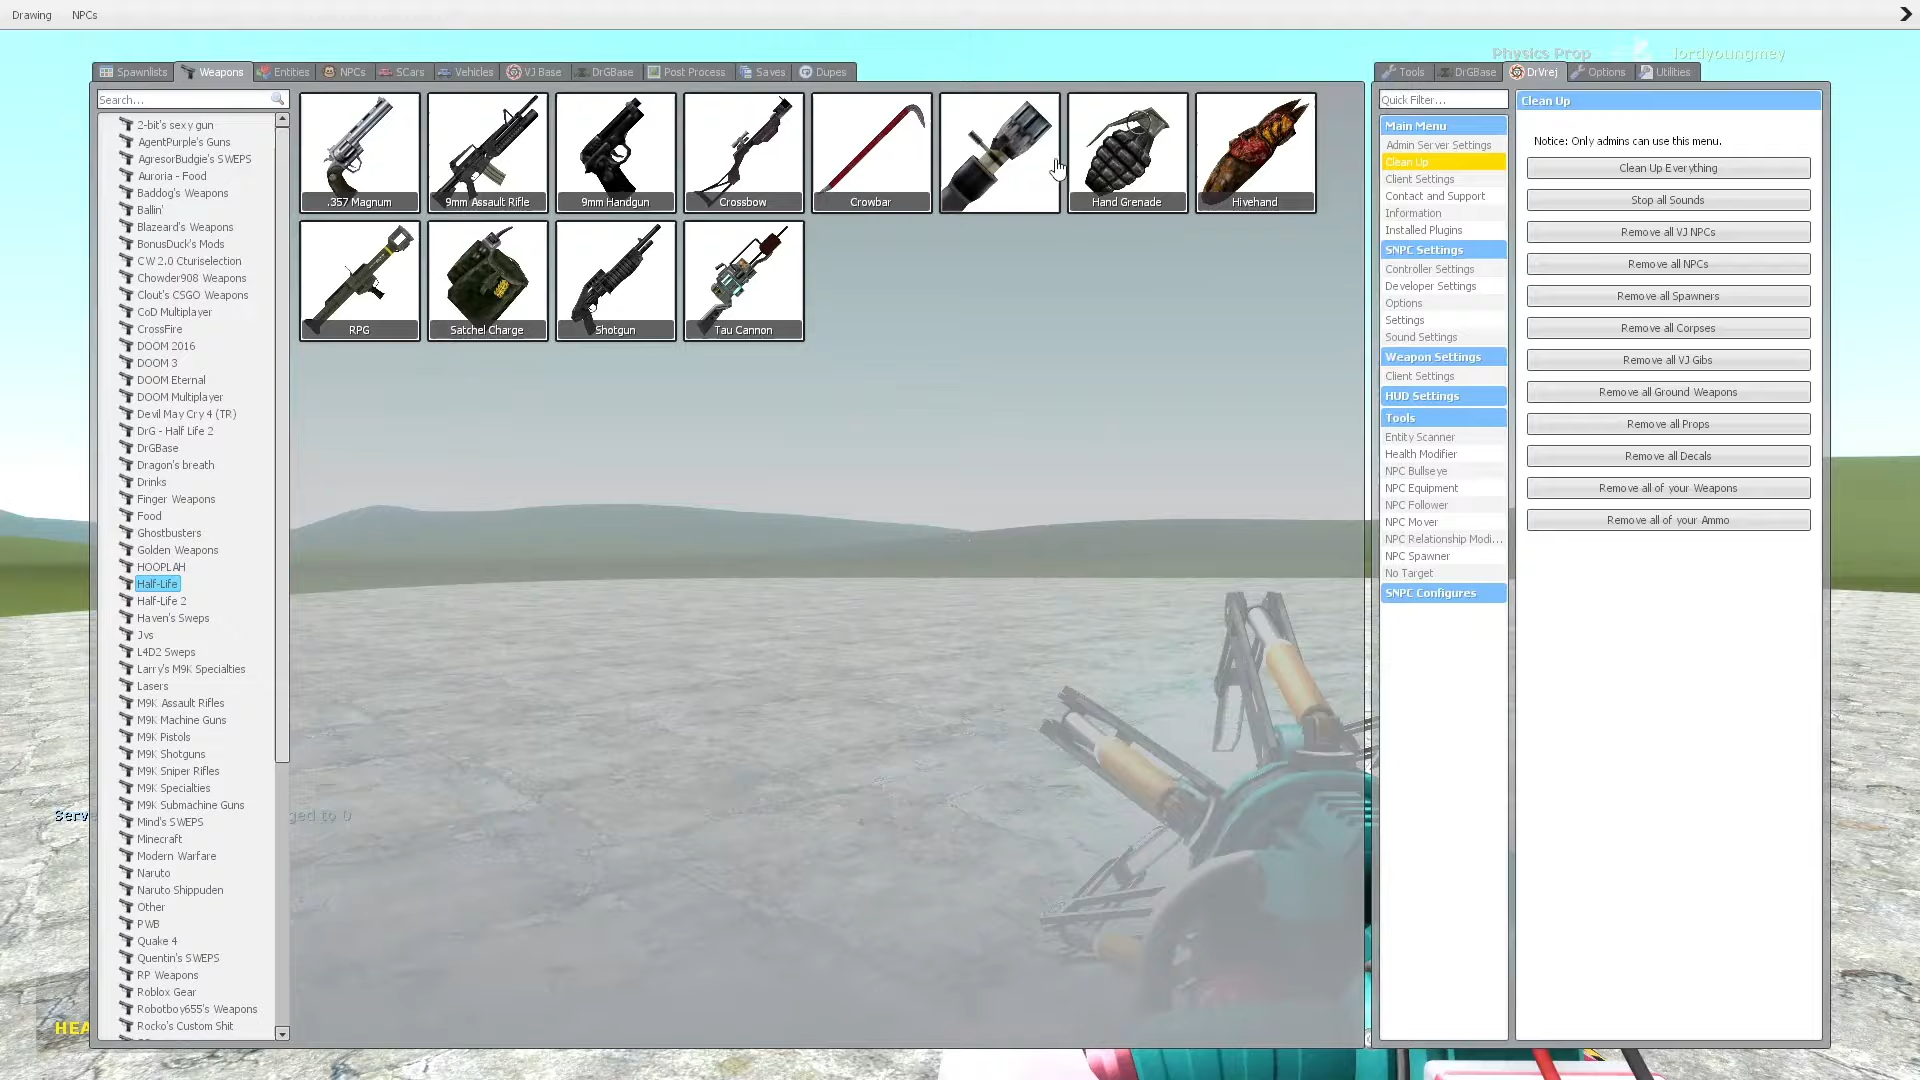 Drawing NPCs
Physics Prop lordyoungmey
Spawnlists Weapons Entities NPCs SCars Vehicles VJ Base DrGBase Post Process Saves Dupes
Search...
2-bit's sexy gun
AgentPurple's Guns
AgresorBudgie's SWEPS
Auroria - Food
Baddog's Weapons
Ballin'
Blazeard's Weapons
BonusDuck's Mods
CW 2.0 Cturiselection
Chowder908 Weapons
Clout's CSGO Weapons
CoD Multiplayer
CrossFire
DOOM 2016
DOOM 3
DOOM Eternal
DOOM Multiplayer
Devil May Cry 4 (TR)
DrG - Half Life 2
DrGBase
Dragon's breath
Drinks
Finger Weapons
Food
Ghostbusters
Golden Weapons
HOOPLAH
Half-Life
Half-Life 2
Haven's Sweps
Jvs
L4D2 Sweps
Larry's M9K Specialties
Lasers
M9K Assault Rifles
M9K Machine Guns
M9K Pistols
M9K Shotguns
M9K Sniper Rifles
M9K Specialties
M9K Submachine Guns
Mind's SWEPS
Minecraft
Modern Warfare
Naruto
Naruto Shippuden
Other
PWB
Quake 4
Quentin's SWEPS
RP Weapons
Roblox Gear
Robotboy655's Weapons
Rocko's Custom Shit
.357 Magnum 9mm Assault Rifle 9mm Handgun Crossbow Crowbar Hand Grenade Hivehand
RPG Satchel Charge Shotgun Tau Cannon
Serv ged to 0
HEA
Tools DrGBase DrVrej Options Utilities
Quick Filter...
Main Menu
Admin Server Settings
Clean Up
Client Settings
Contact and Support
Information
Installed Plugins
SNPC Settings
Controller Settings
Developer Settings
Options
Settings
Sound Settings
Weapon Settings
Client Settings
HUD Settings
Tools
Entity Scanner
Health Modifier
NPC Bullseye
NPC Equipment
NPC Follower
NPC Mover
NPC Relationship Modi...
NPC Spawner
No Target
SNPC Configures
Clean Up
Notice: Only admins can use this menu.
Clean Up Everything
Stop all Sounds
Remove all VJ NPCs
Remove all NPCs
Remove all Spawners
Remove all Corpses
Remove all VJ Gibs
Remove all Ground Weapons
Remove all Props
Remove all Decals
Remove all of your Weapons
Remove all of your Ammo